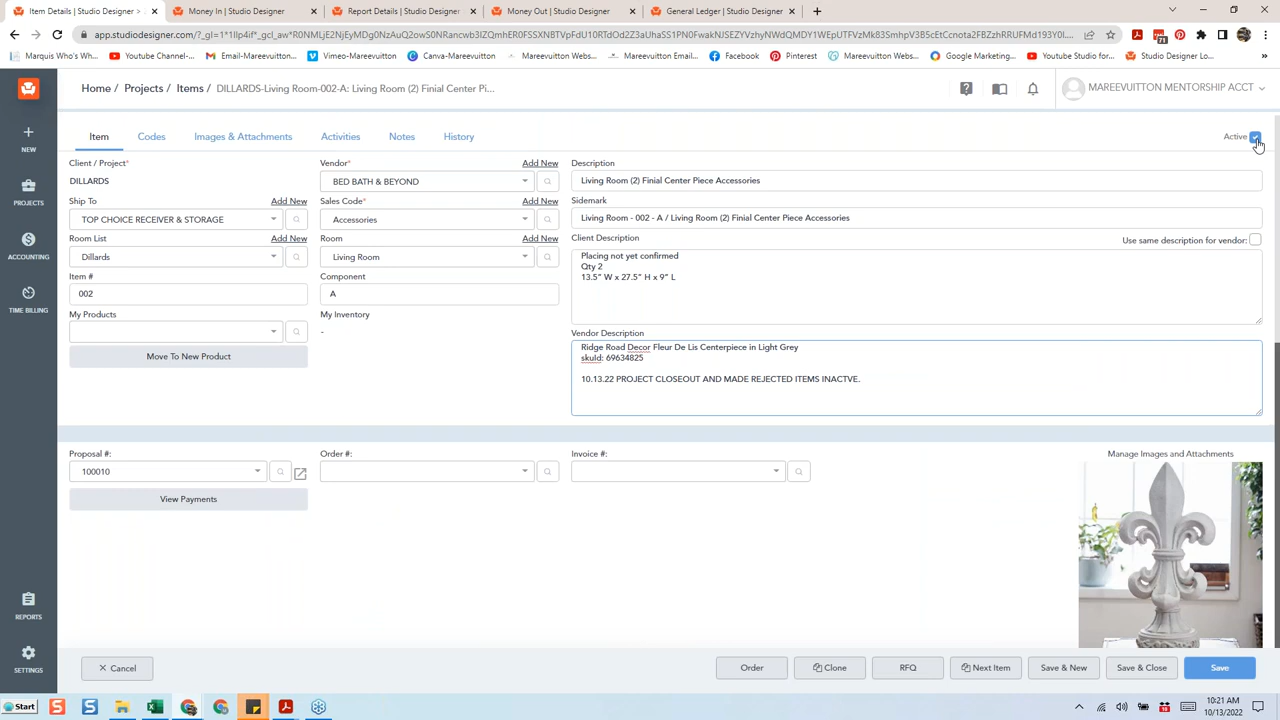 Item Details | Studio Designer >
Money In | Studio Designer
Report Details | Studio Designer
Money Out | Studio Designer
General Ledger | Studio Designer
Marquis Who's Who...
Youtube Channel-...
Email-Mareevuitton...
Vimeo-Mareevuitton
Canva-Mareevuitton
Mareevuitton Webs...
Mareevuitton Email...
Facebook
Pinterest
Mareevuitton Webs...
Google Marketing...
Youtube Studio for...
Studio Designer Lo...
»
Home / Projects / Items / DILLARDS-Living Room-002-A: Living Room (2) Finial Center Pi...
MAREEVUITTON MENTORSHIP ACCT
NEW
PROJECTS
ACCOUNTING
TIME BILLING
REPORTS
SETTINGS
Item Codes Images & Attachments Activities Notes History
Active
Client / Project*
DILLARDS
Ship To Add New
TOP CHOICE RECEIVER & STORAGE
Room List Add New
Dillards
Item #
002
My Products
Move To New Product
Vendor* Add New
BED BATH & BEYOND
Sales Code* Add New
Accessories
Room Add New
Living Room
Component
A
My Inventory
-
Description
Living Room (2) Finial Center Piece Accessories
Sidemark
Living Room - 002 - A / Living Room (2) Finial Center Piece Accessories
Client Description
Use same description for vendor:
Placing not yet confirmed
Qty 2
13.5” W x 27.5” H x 9” L
Vendor Description
Ridge Road Decor Fleur De Lis Centerpiece in Light Grey
skuId: 69634825
10.13.22 PROJECT CLOSEOUT AND MADE REJECTED ITEMS INACTVE.
Proposal #:
100010
View Payments
Order #:
Invoice #:
Manage Images and Attachments
× Cancel
Order
Clone
RFQ
Next Item
Save & New
Save & Close
Save
Start
10:21 AM
10/13/2022